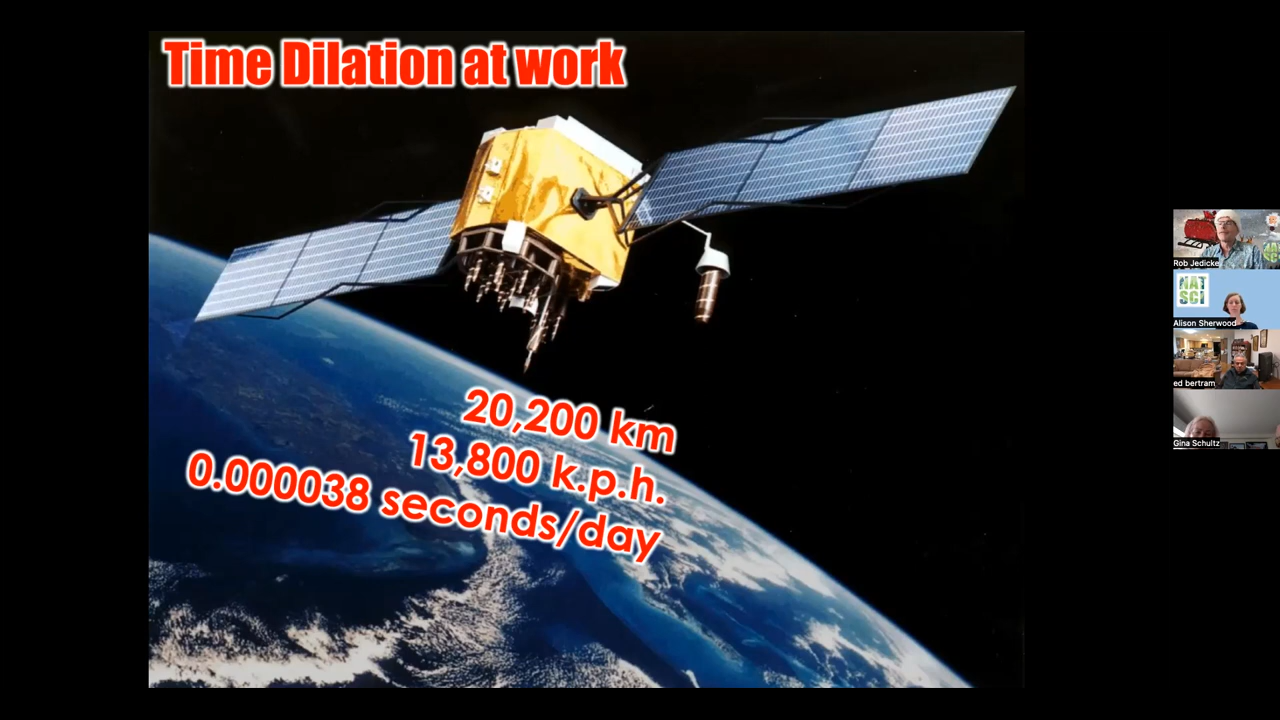 Time Dilation at work
20,200 km
13,800 k.p.h.
0.000038 seconds/day
Rob Jedicke
NAT
SCI
Alison Sherwood
ed bertram
Gina Schultz